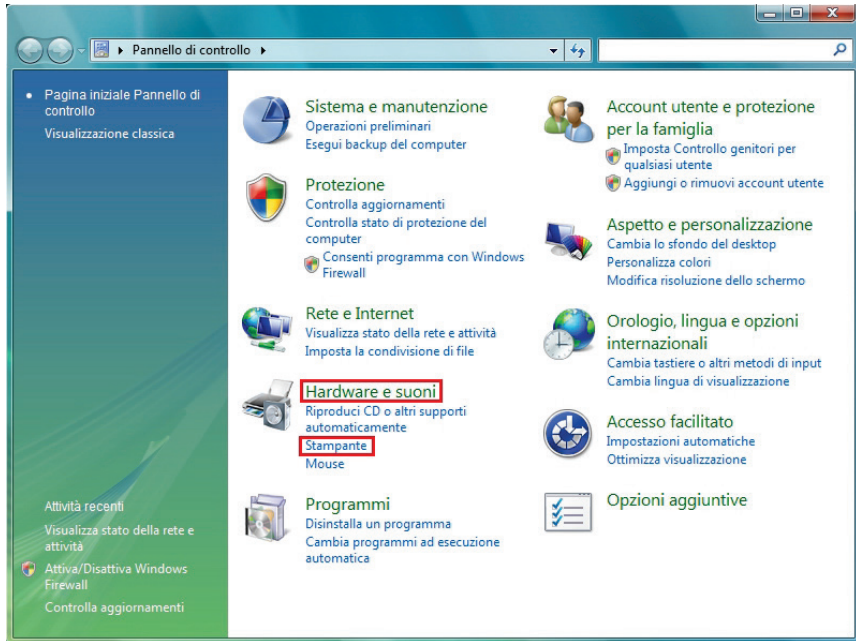 Pannello di controllo
Pagina iniziale Pannello di
controllo
Visualizzazione classica
Attività recenti
Visualizza stato della rete e
attività
Attiva/Disattiva Windows
Firewall
Controlla aggiornamenti
Sistema e manutenzione
Operazioni preliminari
Esegui backup del computer
Protezione
Controlla aggiornamenti
Controlla stato di protezione del
computer
Consenti programma con Windows
Firewall
Rete e Internet
Visualizza stato della rete e attività
Imposta la condivisione di file
Hardware e suoni
Riproduci CD o altri supporti
automaticamente
Stampante
Mouse
Programmi
Disinstalla un programma
Cambia programmi ad esecuzione
automatica
Account utente e protezione
per la famiglia
Imposta Controllo genitori per
qualsiasi utente
Aggiungi o rimuovi account utente
Aspetto e personalizzazione
Cambia lo sfondo del desktop
Personalizza colori
Modifica risoluzione dello schermo
Orologio, lingua e opzioni
internazionali
Cambia tastiere o altri metodi di input
Cambia lingua di visualizzazione
Accesso facilitato
Impostazioni automatiche
Ottimizza visualizzazione
Opzioni aggiuntive